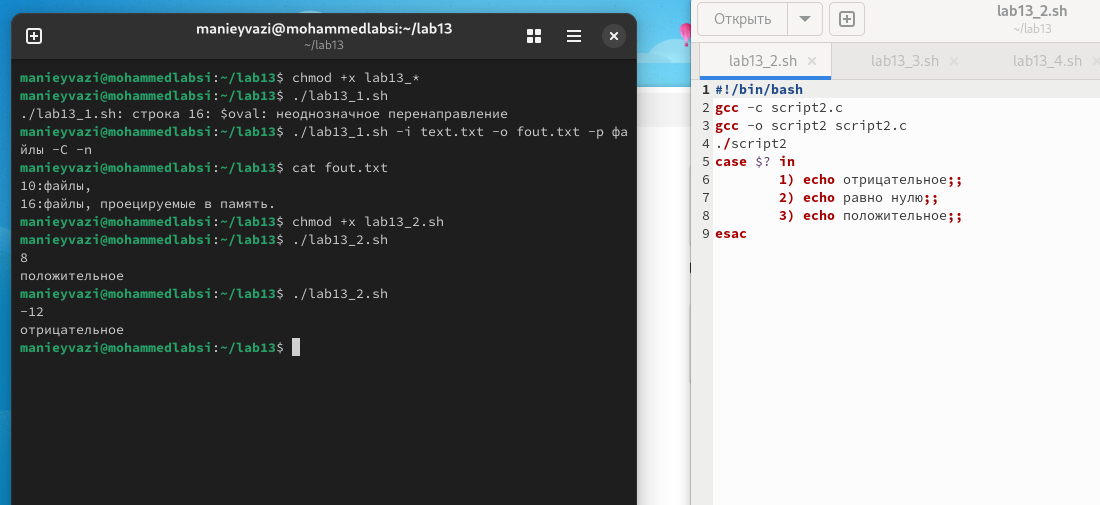 manieyvazi@mohammedlabsi:~/lab13
~/lab13
manieyvazi@mohammedlabsi:~/lab13$ chmod +x lab13_*
manieyvazi@mohammedlabsi:~/lab13$ ./lab13_1.sh
./lab13_1.sh: строка 16: $oval: неоднозначное перенаправление
manieyvazi@mohammedlabsi:~/lab13$ ./lab13_1.sh -i text.txt -o fout.txt -p фа
йлы -C -n
manieyvazi@mohammedlabsi:~/lab13$ cat fout.txt
10:файлы,
16:файлы, проецируемые в память.
manieyvazi@mohammedlabsi:~/lab13$ chmod +x lab13_2.sh
manieyvazi@mohammedlabsi:~/lab13$ ./lab13_2.sh
8
положительное
manieyvazi@mohammedlabsi:~/lab13$ ./lab13_2.sh
-12
отрицательное
manieyvazi@mohammedlabsi:~/lab13$
Открыть
lab13_2.sh
~/lab13
lab13_2.sh lab13_3.sh lab13_4.sh
1 #!/bin/bash
2 gcc -c script2.c
3 gcc -o script2 script2.c
4 ./script2
5 case $? in
6 1) echo отрицательное;;
7 2) echo равно нулю;;
8 3) echo положительное;;
9 esac